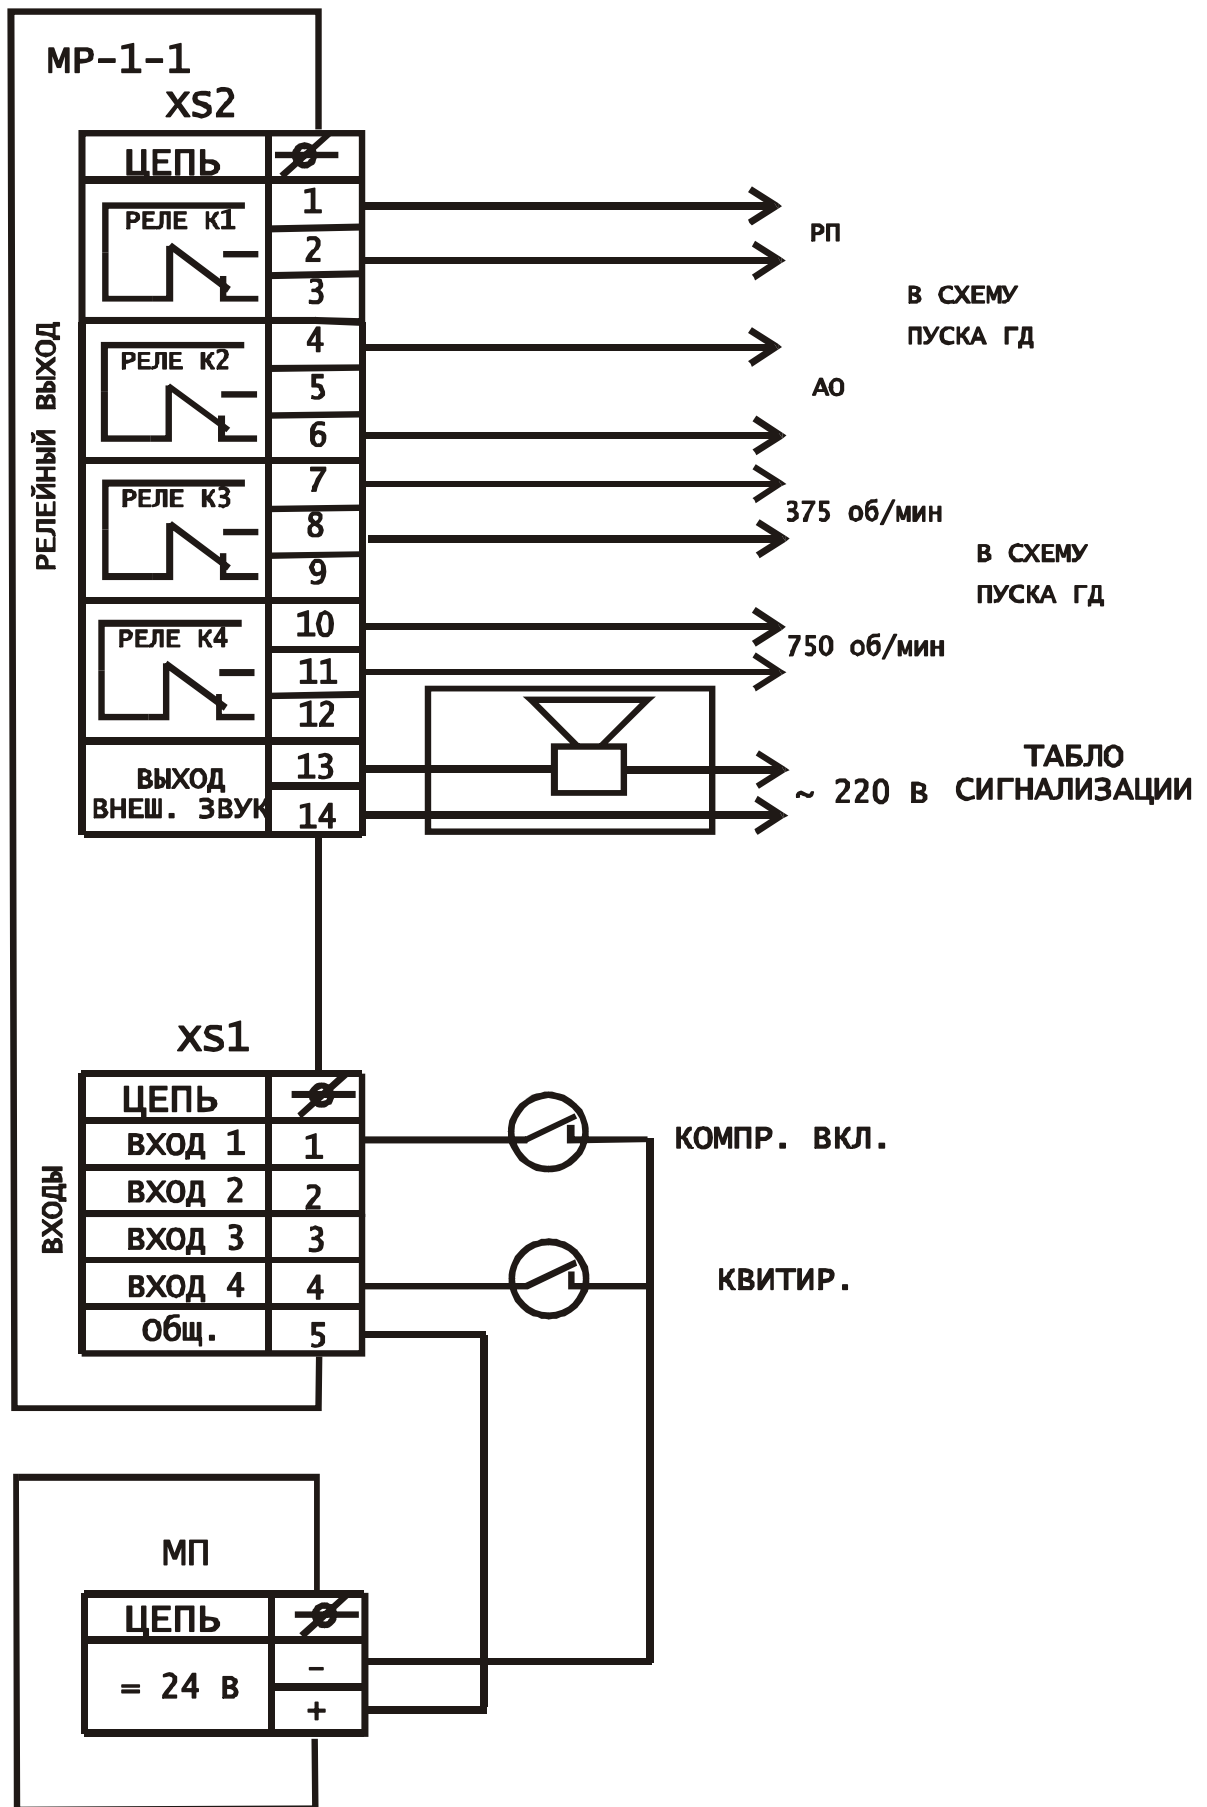 МР-1-1
XS2
ЦЕПЬ
РЕЛЕЙНЫЙ ВЫХОД
РЕЛЕ К1
1
2
3
РП
В СХЕМУ
ПУСКА ГД
РЕЛЕ К2
4
5
6
АО
РЕЛЕ К3
7
8
9
375 об/мин
В СХЕМУ
ПУСКА ГД
РЕЛЕ К4
10
11
12
750 об/мин
ВЫХОД
ВНЕШ. ЗВУК
13
14
~ 220 В
ТАБЛО
СИГНАЛИЗАЦИИ
XS1
ЦЕПЬ
ВХОДЫ
ВХОД 1 1
КОМПР. ВКЛ.
ВХОД 2 2
ВХОД 3 3
ВХОД 4 4
КВИТИР.
Общ. 5
МП
ЦЕПЬ
= 24 В
-
+